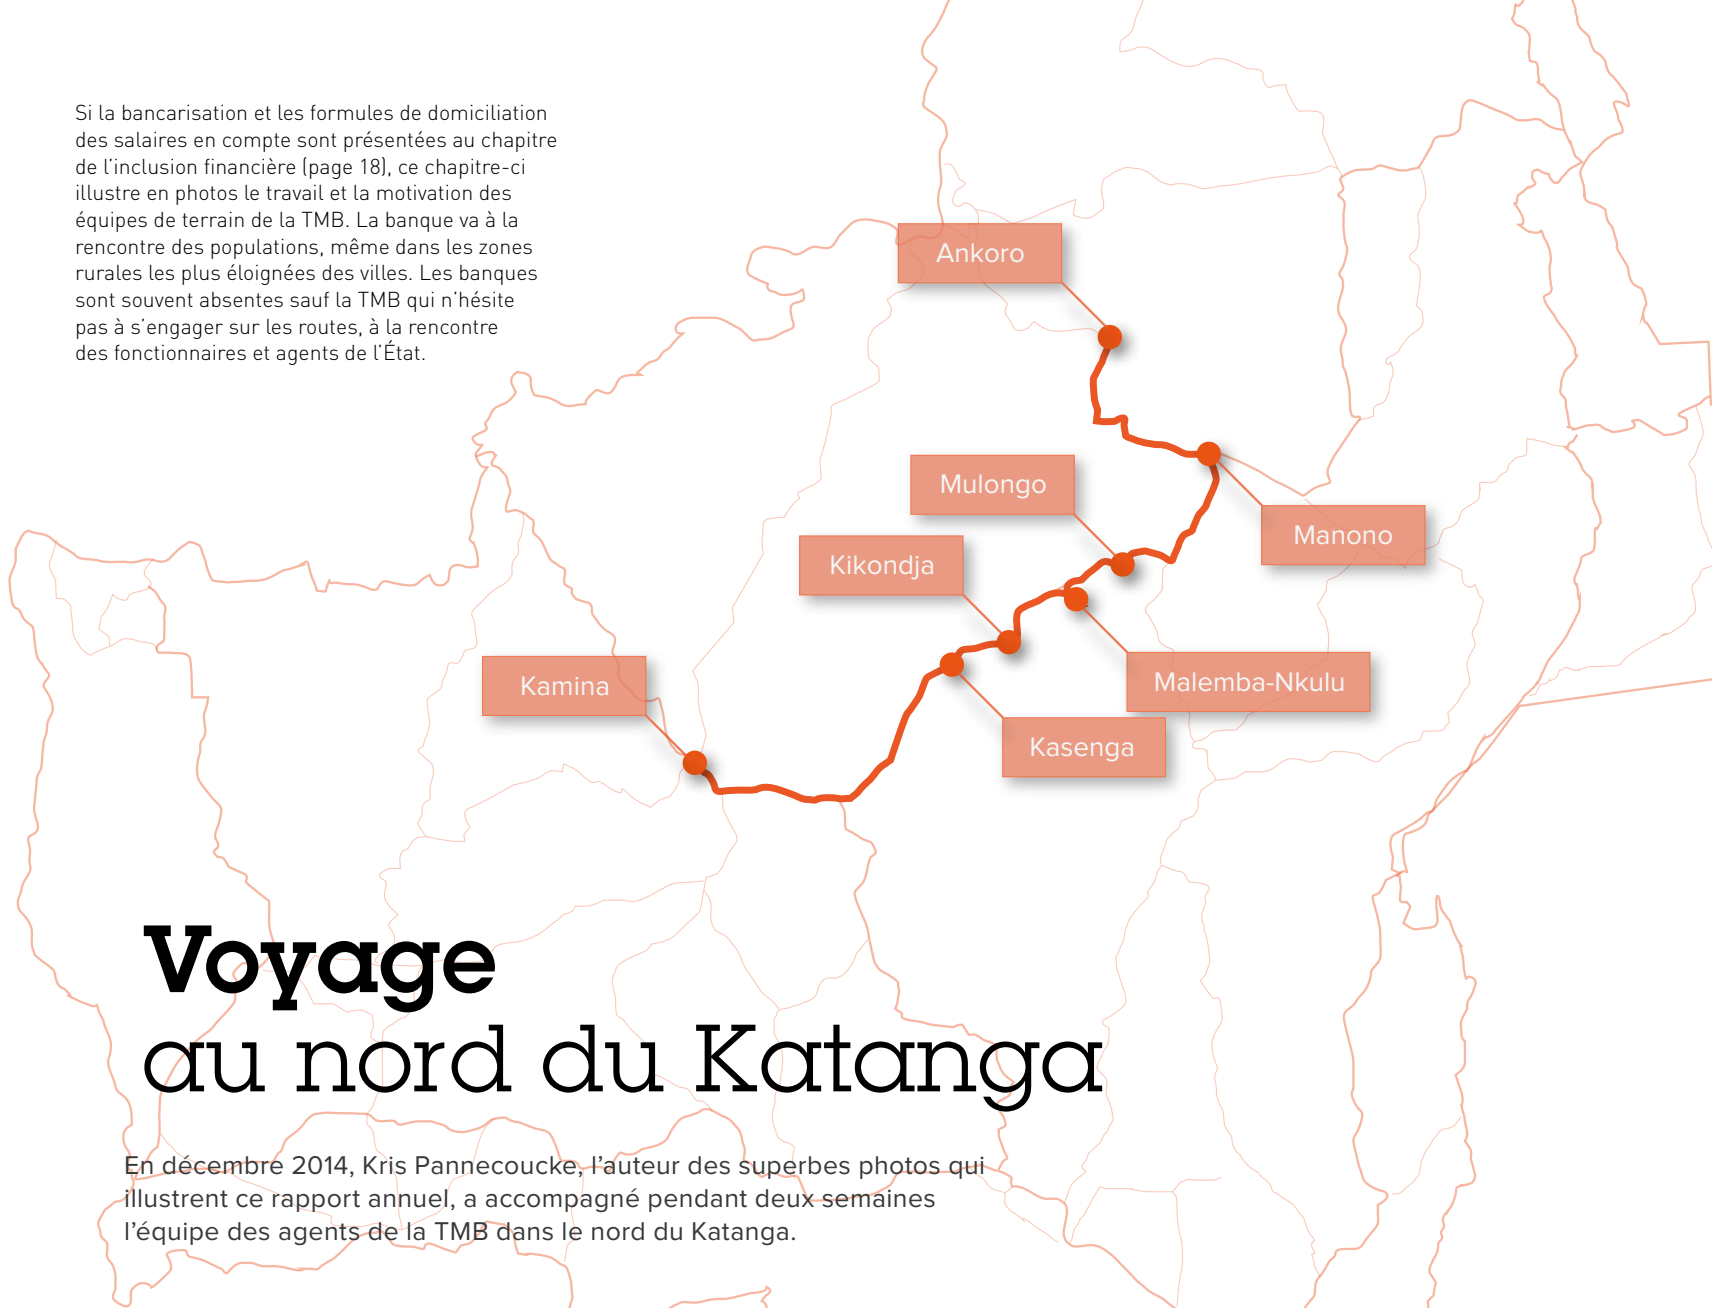 Si la bancarisation et les formules de domiciliation
des salaires en compte sont présentées au chapitre
de l’inclusion financière (page 18), ce chapitre-ci
illustre en photos le travail et la motivation des
équipes de terrain de la TMB. La banque va à la
rencontre des populations, même dans les zones
rurales les plus éloignées des villes. Les banques
sont souvent absentes sauf la TMB qui n’hésite
pas à s’engager sur les routes, à la rencontre
des fonctionnaires et agents de l’État.
Ankoro
Mulongo
Manono
Kikondja
Kamina
Malemba-Nkulu
Kasenga
Voyage
au nord du Katanga
En décembre 2014, Kris Pannecoucke, l’auteur des superbes photos qui
illustrent ce rapport annuel, a accompagné pendant deux semaines
l’équipe des agents de la TMB dans le nord du Katanga.